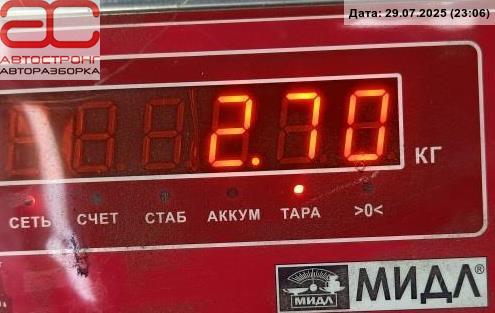 Дата: 29.07.2025 (23:06)
ac
АВТОСТРОНГ
АВТОРАЗБОРКА
2.70 КГ
СЕТЬ СЧЕТ СТАБ АККУМ ТАРА >0<
МИДЛ МИДЛ®